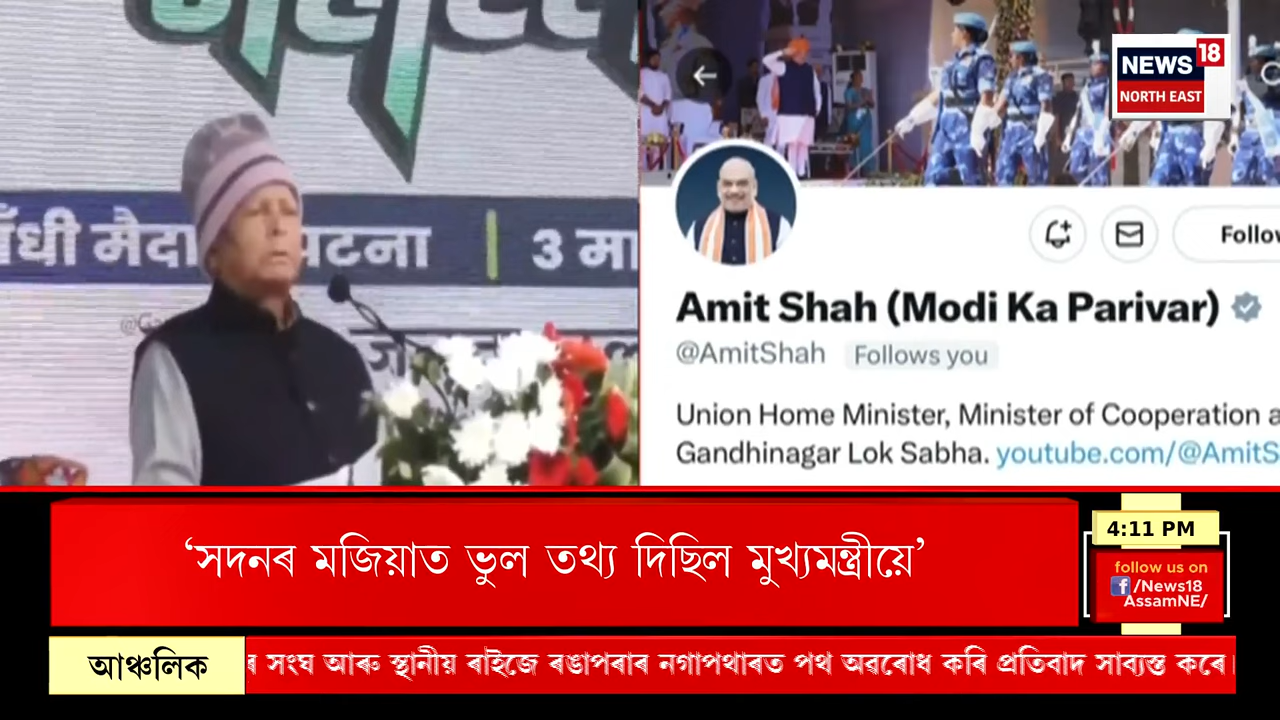 गाँधी मैदान पटना
3 मा
NEWS 18
NORTH EAST
Follow
Amit Shah (Modi Ka Parivar)
@AmitShah Follows you
Union Home Minister, Minister of Cooperation a
Gandhinagar Lok Sabha. youtube.com/@AmitS
‘সদনৰ মজিয়াত ভুল তথ্য দিছিল মুখ্যমন্ত্ৰীয়ে’
4:11 PM
follow us on
/News18
AssamNE/
আঞ্চলিক
ৰ সংঘ আৰু স্থানীয় ৰাইজে ৰঙাপৰাৰ নগাপথাৰত পথ অৱৰোধ কৰি প্ৰতিবাদ সাব্যস্ত কৰে।